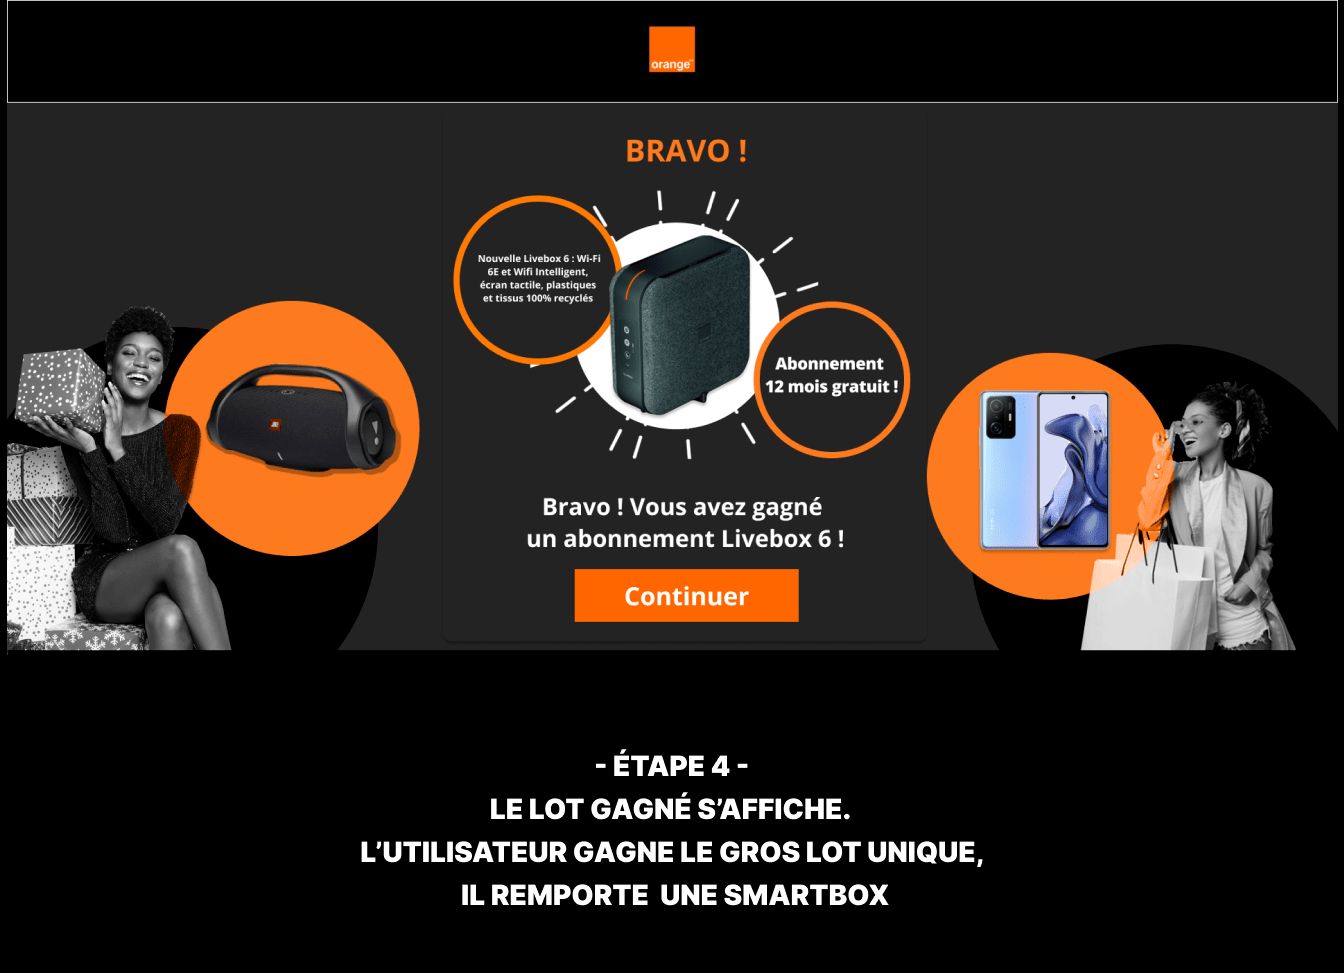 orange™
BRAVO !
Nouvelle Livebox 6 : Wi-Fi
6E et Wifi Intelligent,
écran tactile, plastiques
et tissus 100% recyclés
Abonnement
12 mois gratuit !
JBL
Bravo ! Vous avez gagné
un abonnement Livebox 6 !
Continuer
- ÉTAPE 4 -
LE LOT GAGNÉ S’AFFICHE.
L’UTILISATEUR GAGNE LE GROS LOT UNIQUE,
IL REMPORTE UNE SMARTBOX